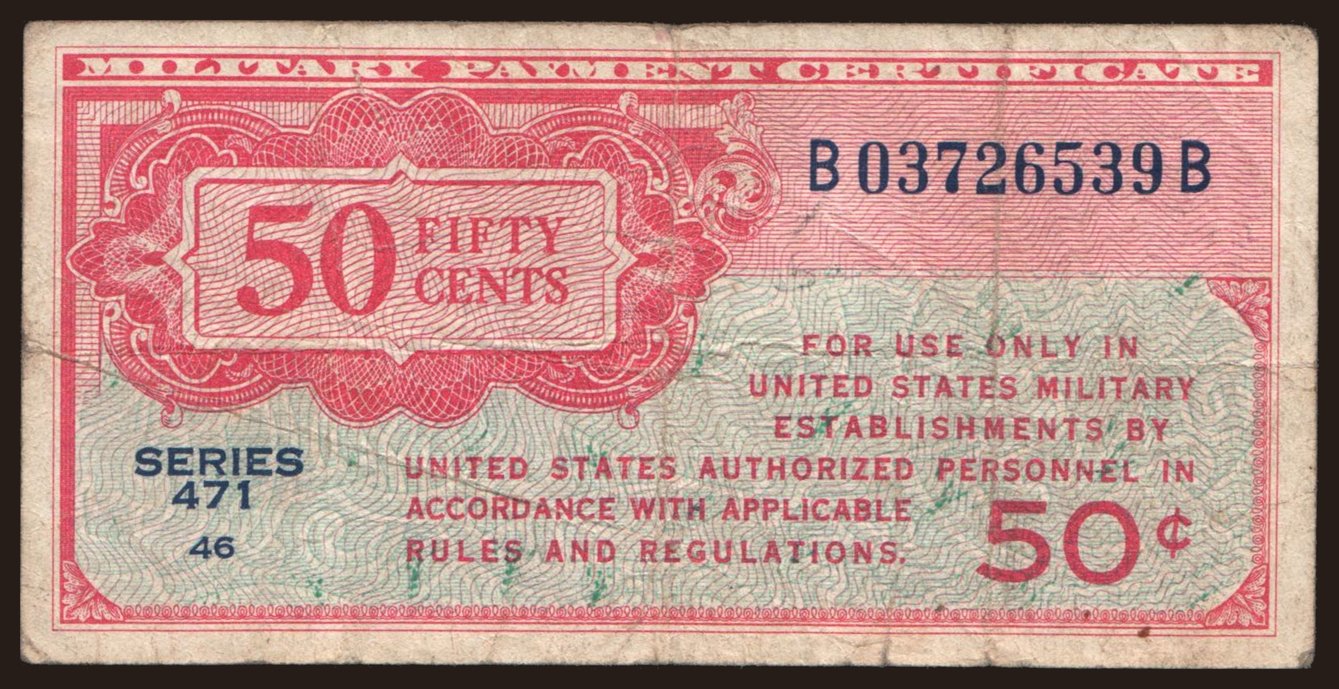 MILITARY PAYMENT CERTIFICATE
B03726539B
50 FIFTY
CENTS
FOR USE ONLY IN
UNITED STATES MILITARY
ESTABLISHMENTS BY
UNITED STATES AUTHORIZED PERSONNEL IN
ACCORDANCE WITH APPLICABLE
RULES AND REGULATIONS.
SERIES
471
46
50¢